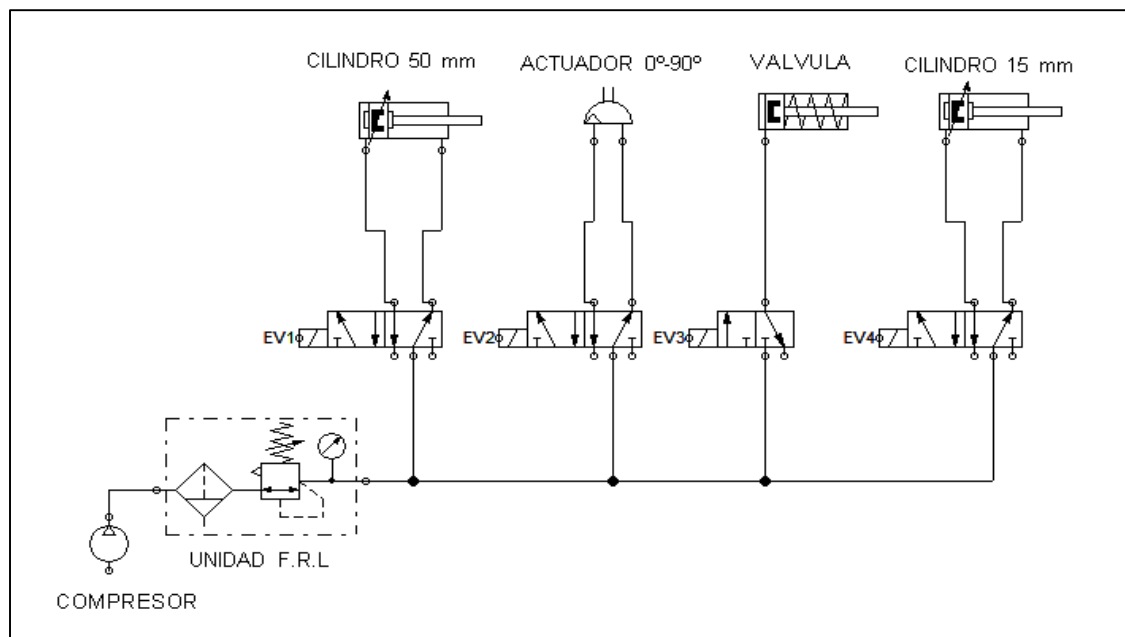 CILINDRO 50 mm
ACTUADOR 0º-90º
VALVULA
CILINDRO 15 mm
EV1
EV2
EV3
EV4
UNIDAD F.R.L
COMPRESOR